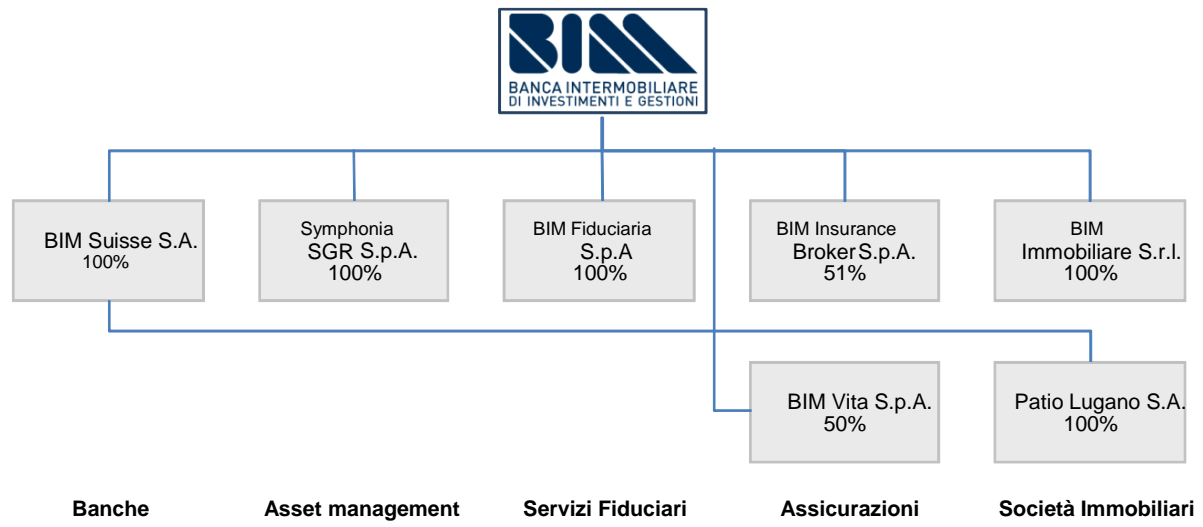 BIM
BANCA INTERMOBILIARE
DI INVESTIMENTI E GESTIONI
BIM Suisse S.A.
100%
Symphonia
SGR S.p.A.
100%
BIM Fiduciaria
S.p.A
100%
BIM Insurance
Broker S.p.A.
51%
BIM
Immobiliare S.r.l.
100%
BIM Vita S.p.A.
50%
Patio Lugano S.A.
100%
Banche
Asset management
Servizi Fiduciari
Assicurazioni
Società Immobiliari